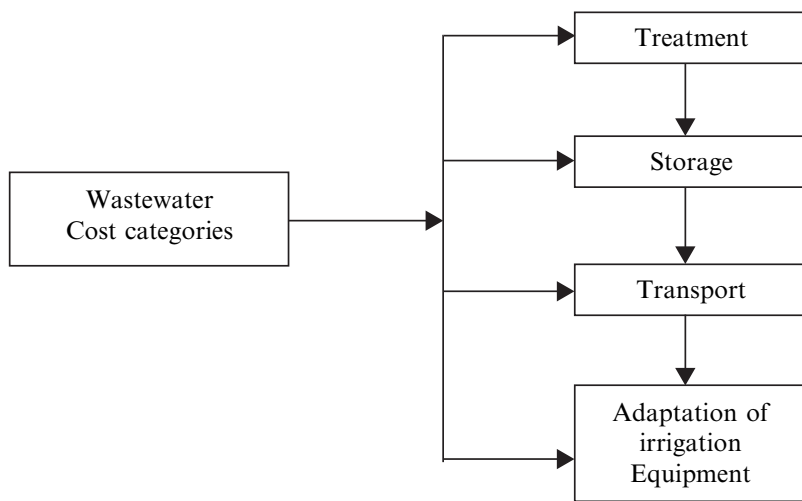 Treatment
Storage
Wastewater
Cost categories
Transport
Adaptation of
irrigation
Equipment